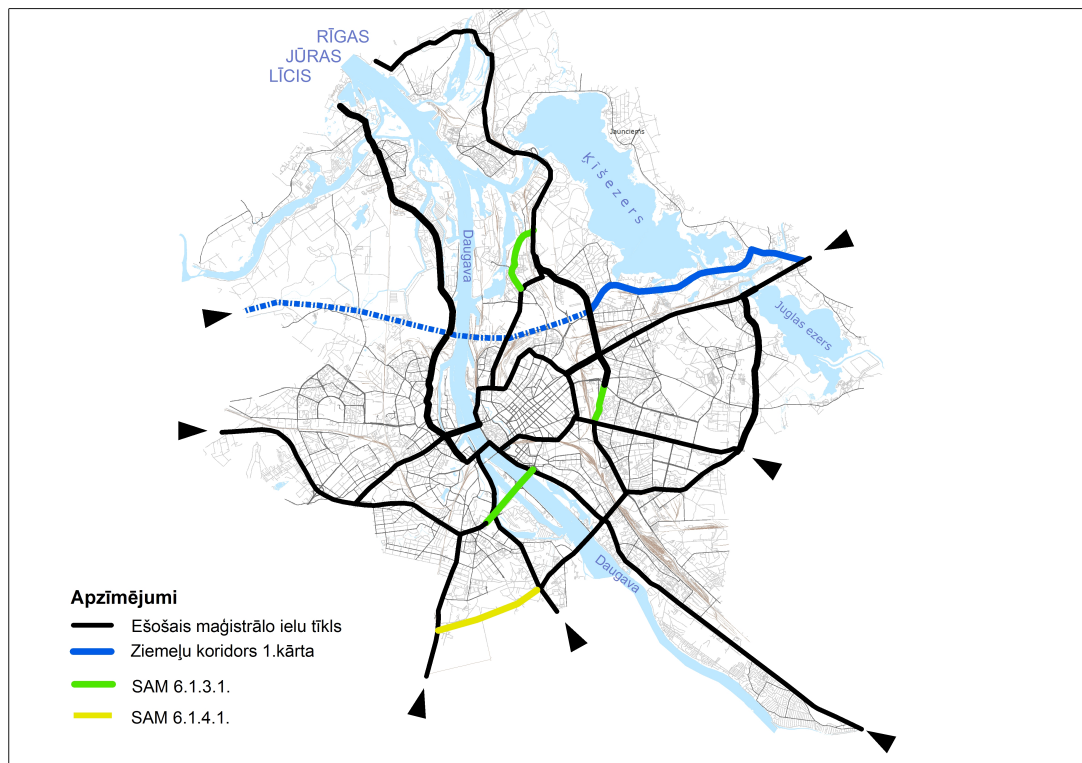 RĪGAS
JŪRAS
LĪCIS
Jaunciems
Ķīšezers
Daugava
Juglas ezers
Daugava
Apzīmējumi
Ešošais maģistrālo ielu tīkls
Ziemeļu koridors 1.kārta
SAM 6.1.3.1.
SAM 6.1.4.1.